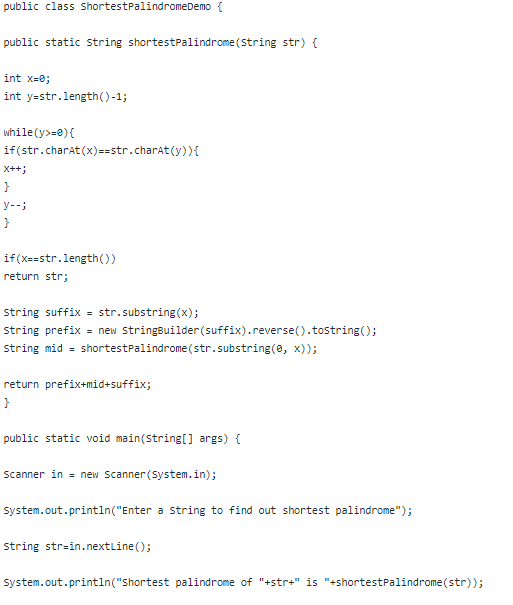 public class ShortestPalindromeDemo {
public static String shortestPalindrome(String str) {
int x=0;
int y=str.length()-1;
while(y>=0){
if(str.charAt(x)==str.charAt(y)){
x++;
}
y--;
}
if(x==str.length())
return str;
String suffix = str.substring(x);
String prefix = new StringBuilder(suffix).reverse().toString();
String mid = shortestPalindrome(str.substring(0, x));
return prefix+mid+suffix;
}
public static void main(String[] args) {
Scanner in = new Scanner(System.in);
System.out.println("Enter a String to find out shortest palindrome");
String str=in.nextLine();
System.out.println("Shortest palindrome of "+str+" is "+shortestPalindrome(str));